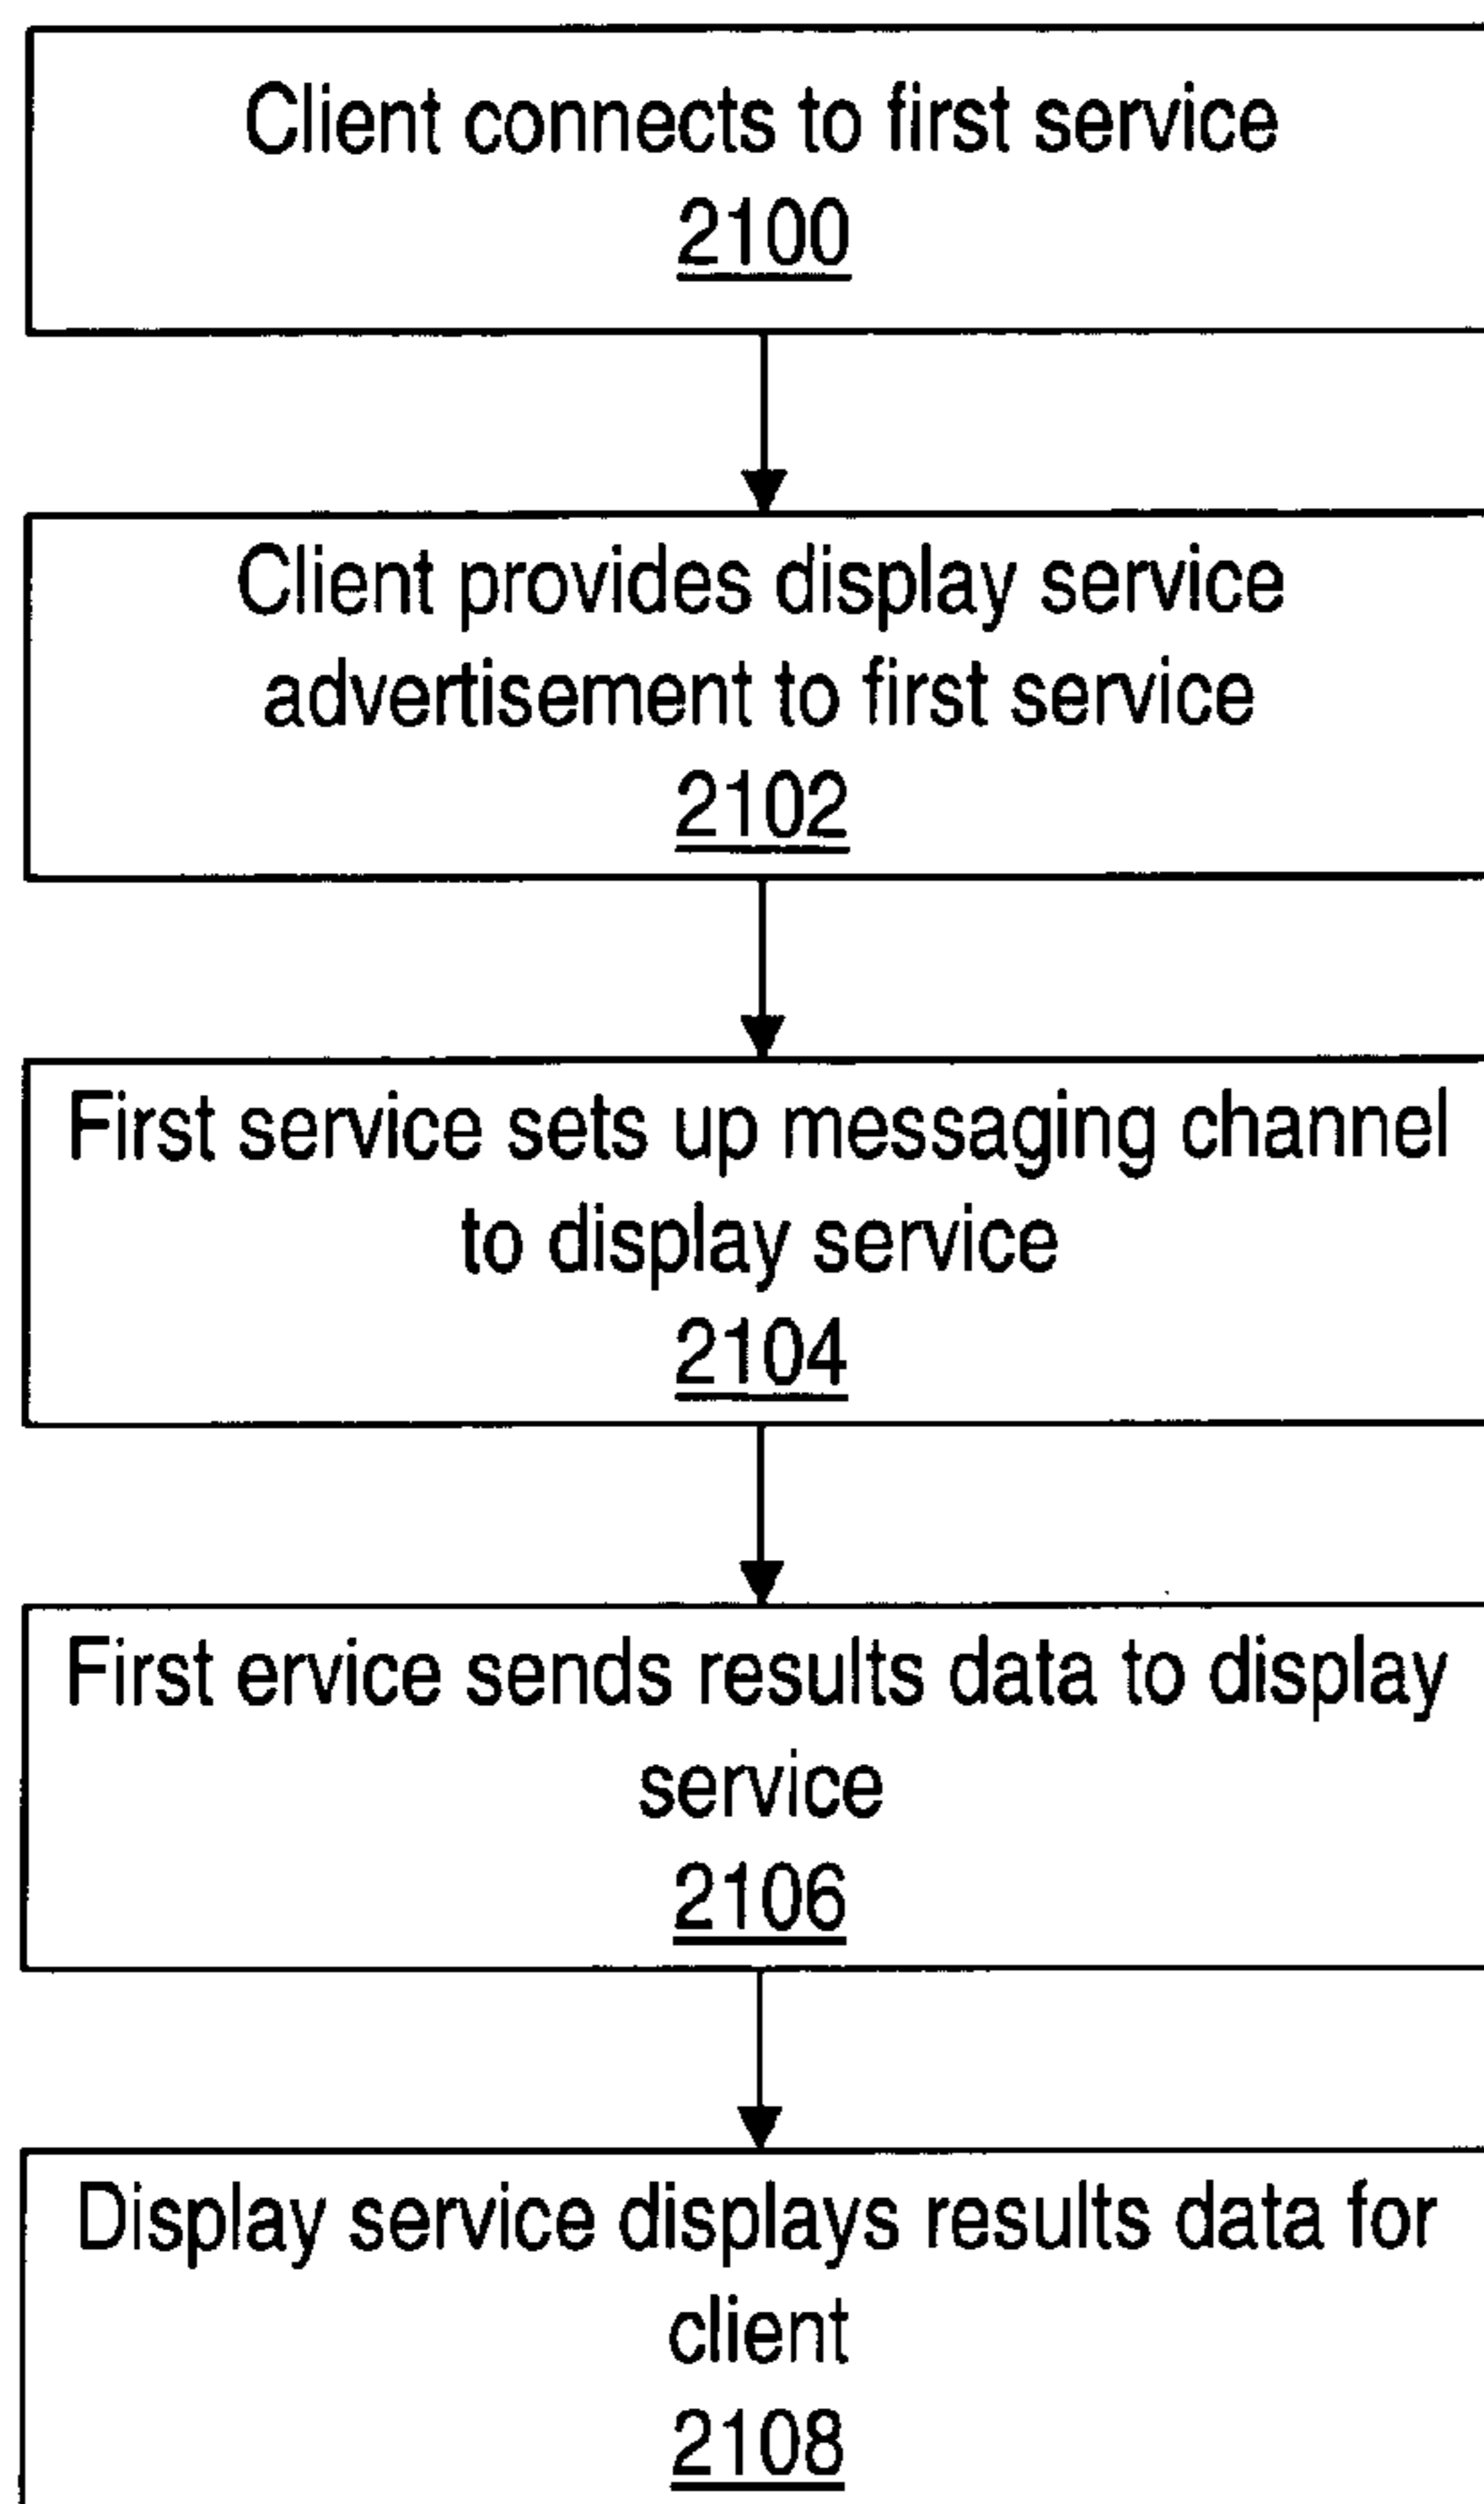 Client connects to first service
2100
Client provides display service
advertisement to first service
2102
First service sets up messaging channel
to display service
2104
First ervice sends results data to display
service
2106
Display service displays results data for
client
2108